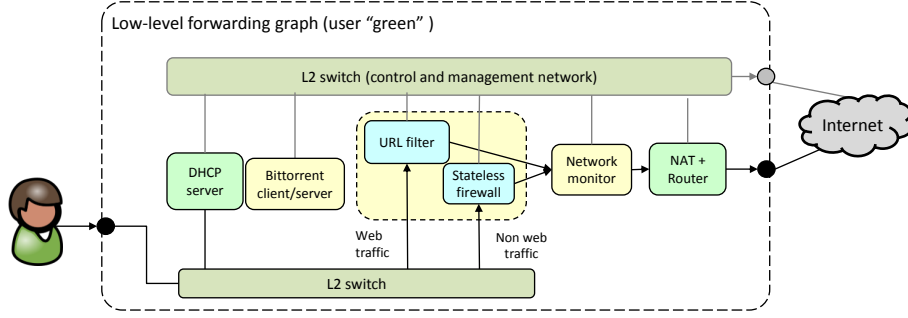 Low-level forwarding graph (user “green” )
L2 switch (control and management network)
Internet
URL filter
DHCP
server
Bittorrent
client/server
Stateless
firewall
Network
monitor
NAT +
Router
Web
traffic
Non web
traffic
L2 switch